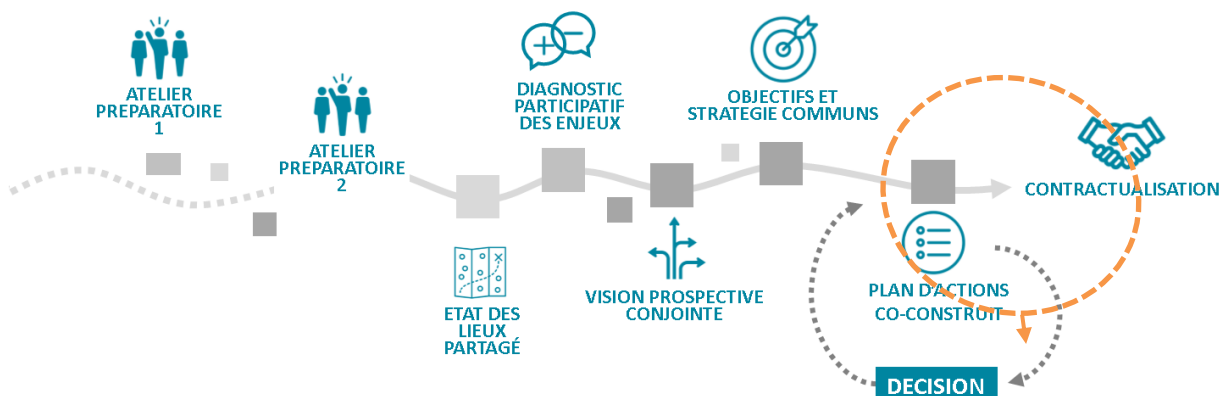 ATELIER
PREPARATOIRE
1
ATELIER
PREPARATOIRE
2
ETAT DES
LIEUX
PARTAGÉ
DIAGNOSTIC
PARTICIPATIF
DES ENJEUX
VISION PROSPECTIVE
CONJOINTE
OBJECTIFS ET
STRATEGIE COMMUNS
PLAN D'ACTIONS
CO-CONSTRUIT
DECISION
CONTRACTUALISATION